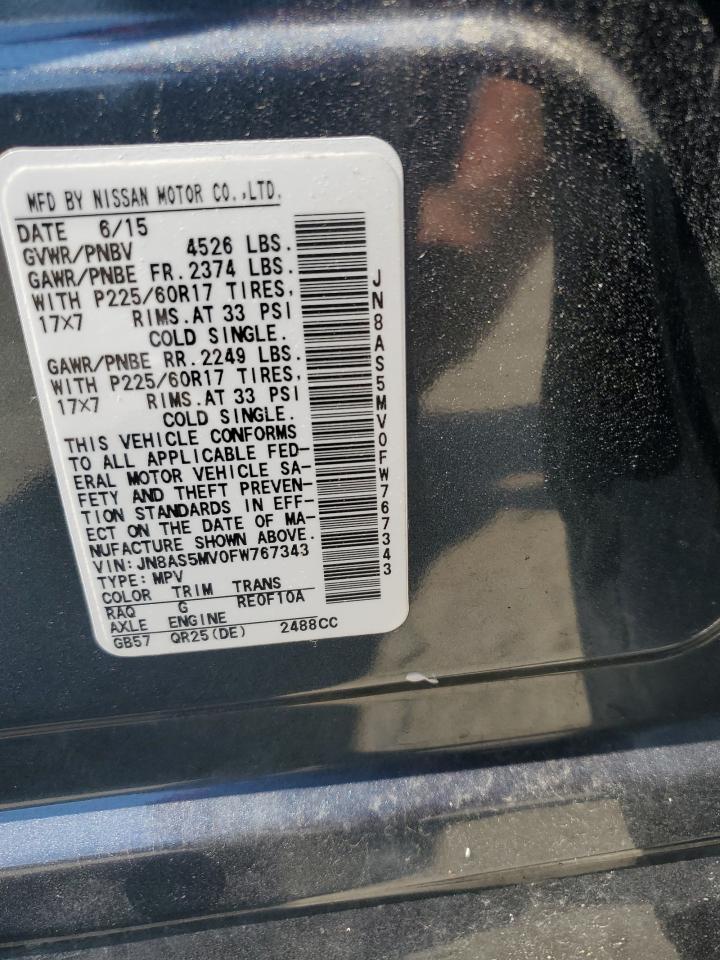 MFD BY NISSAN MOTOR CO.,LTD.
DATE 6/15
GVWR/PNBV 4526 LBS.
GAWR/PNBE FR. 2374 LBS.
WITH P225/60R17 TIRES,
17×7 RIMS.AT 33 PSI
COLD SINGLE.
GAWR/PNBE RR. 2249 LBS.
WITH P225/60R17 TIRES,
17×7 RIMS.AT 33 PSI
COLD SINGLE.
THIS VEHICLE CONFORMS
TO ALL APPLICABLE FED-
ERAL MOTOR VEHICLE SA-
FETY AND THEFT PREVEN-
TION STANDARDS IN EFF-
ECT ON THE DATE OF MA-
NUFACTURE SHOWN ABOVE.
VIN:JN8AS5MV0FW767343
TYPE:MPV
COLOR TRIM TRANS
RAQ G RE0F10A
AXLE ENGINE
GB57 QR25(DE) 2488CC
JN8AS5MV0FW767343